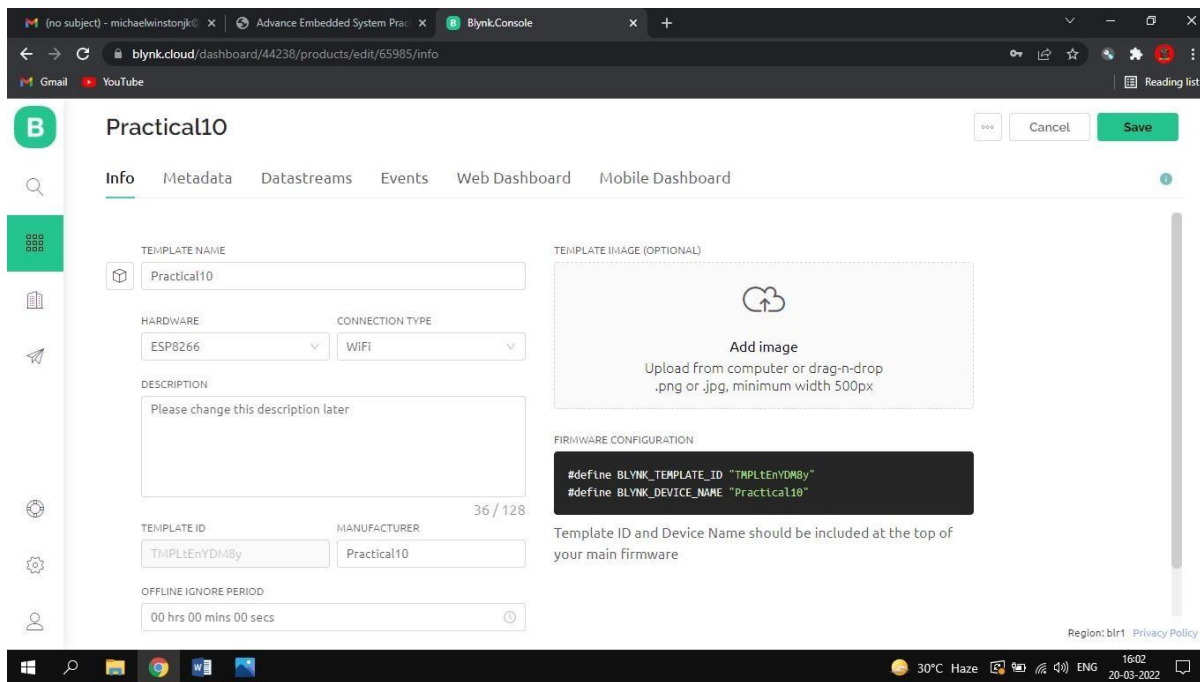 (no subject) - michaelwinstonjk
Advance Embedded System Prac
Blynk.Console
blynk.cloud/dashboard/44238/products/edit/65985/info
Gmail
YouTube
Reading list
B
Practical10
Cancel
Save
Info Metadata Datastreams Events Web Dashboard Mobile Dashboard
TEMPLATE NAME
Practical10
HARDWARE
CONNECTION TYPE
ESP8266
WiFi
DESCRIPTION
Please change this description later
36 / 128
TEMPLATE ID
MANUFACTURER
TMPLtEnYDM8y
Practical10
OFFLINE IGNORE PERIOD
00 hrs 00 mins 00 secs
TEMPLATE IMAGE (OPTIONAL)
Add image
Upload from computer or drag-n-drop
.png or .jpg, minimum width 500px
FIRMWARE CONFIGURATION
#define BLYNK_TEMPLATE_ID "TMPLtEnYDM8y"
#define BLYNK_DEVICE_NAME "Practical10"
Template ID and Device Name should be included at the top of
your main firmware
Region: blr1 Privacy Policy
30°C Haze
ENG
16:02
20-03-2022